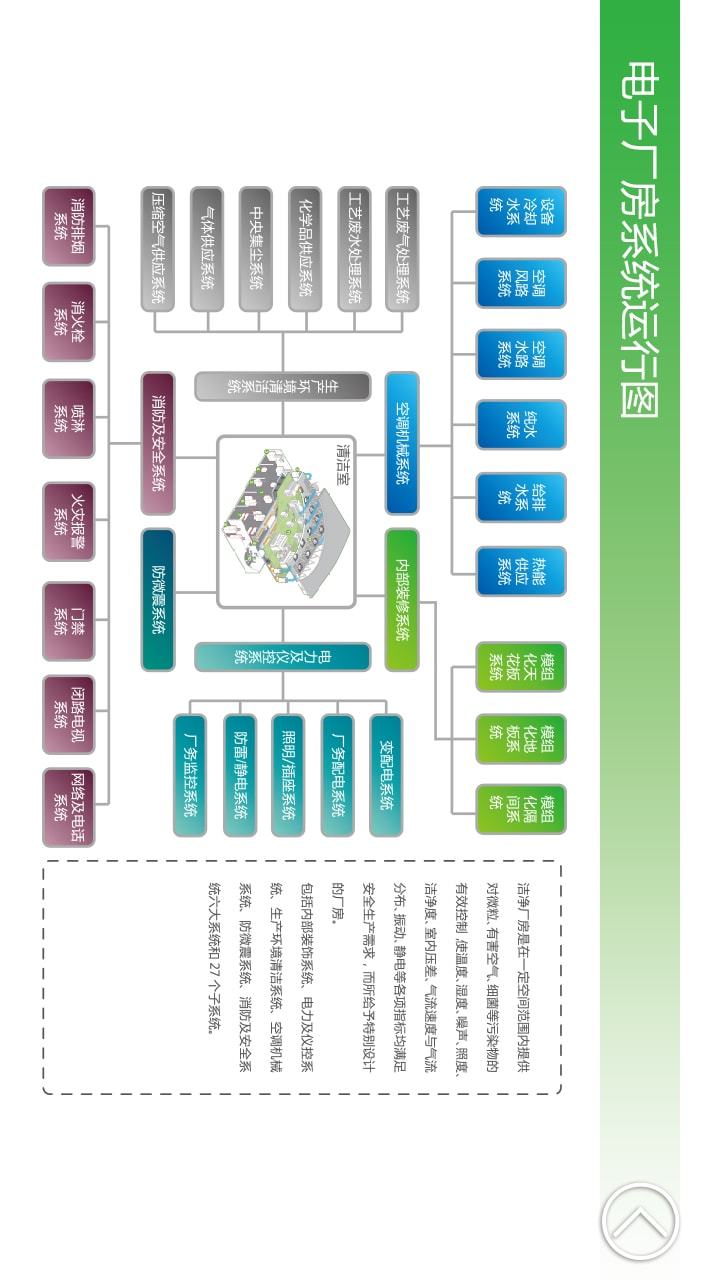 电子厂房系统运行图
设备
冷却
水系
统
空调
风路
系统
空调
水路
系统
纯水
系统
给排
水系
统
热能
供应
系统
模组
化天
花板
系统
模组
化地
板系
统
模组
化隔
间系
统
空调机械系统
内部装修系统
工艺废气处理系统
工艺废水处理系统
化学品供应系统
中央集尘系统
气体供应系统
压缩空气供应系统
生产环境清洁系统
清洁室
电力及仪控系统
变配电系统
厂务配电系统
照明/插座系统
防雷/静电系统
厂务监控系统
消防及安全系统
防微震系统
消防排烟
系统
消火栓
系统
喷淋
系统
火灾报警
系统
门禁
系统
闭路电视
系统
网络及电话
系统
洁净厂房是在一定空间范围内提供
对微粒、有害空气、细菌等污染物的
有效控制,使温度、湿度、噪声、照度、
洁净度、室内压差、气流速度与气流
分布、振动、静电等各项指标均满足
安全生产需求，而所给予特别设计
的厂房。
包括内部装饰系统、电力及仪控系
统、生产环境清洁系统、空调机械
系统、防微震系统、消防及安全系
统六大系统和 27 个子系统。